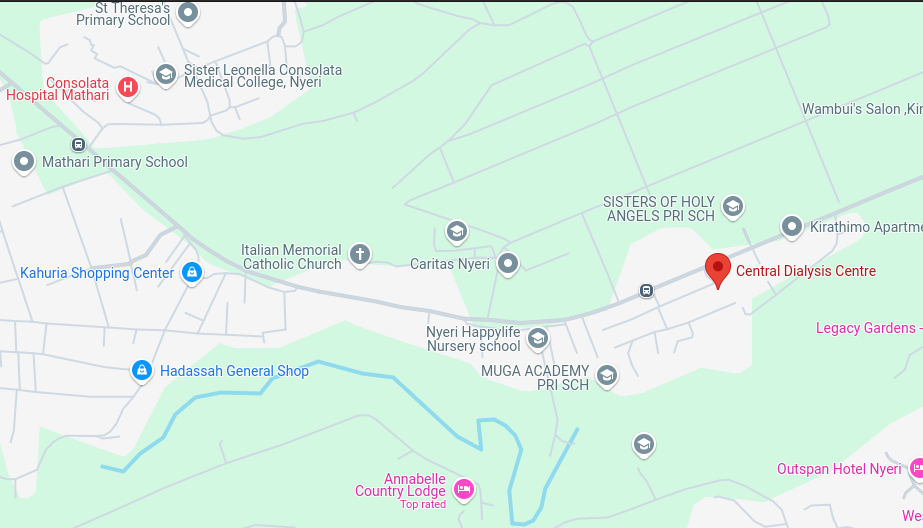 St Theresa's
Primary School
Sister Leonella Consolata
Medical College, Nyeri
Consolata
Hospital Mathari
H
Wambui's Salon ,Kir
Mathari Primary School
SISTERS OF HOLY
ANGELS PRI SCH
Kirathimo Apartme
Italian Memorial
Catholic Church
Caritas Nyeri
Kahuria Shopping Center
Central Dialysis Centre
Legacy Gardens -
Nyeri Happylife
Nursery school
Hadassah General Shop
MUGA ACADEMY
PRI SCH
Outspan Hotel Nyeri
Annabelle
Country Lodge
Top rated
We